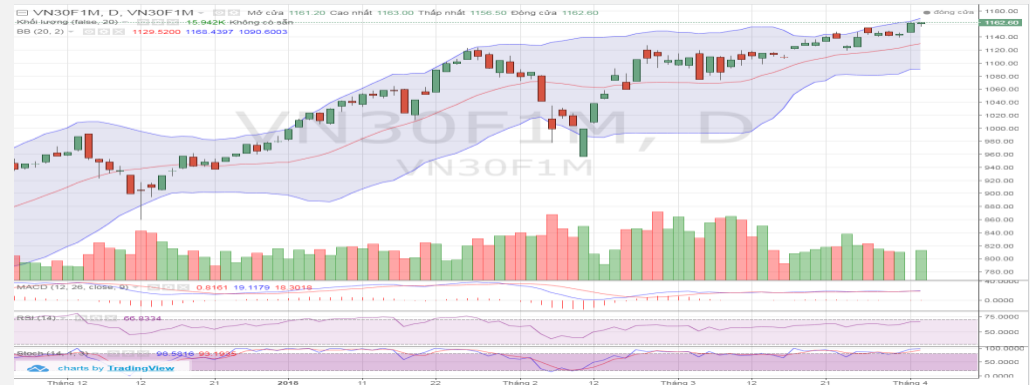 VN30F1M, D, VN30F1M Mở cửa 1161.20 Cao nhất 1163.00 Thấp nhất 1156.50 Đóng cửa 1162.60
đóng cửa
Khối lượng (false, 20) 15.942K Không có sẵn
BB (20, 2) 1129.5200 1168.4397 1090.6003
VN30F1M, D
VN30F1M
1180.00
1162.60
1140.00
1120.00
1100.00
1080.00
1060.00
1040.00
1020.00
1000.00
980.00
960.00
940.00
920.00
900.00
880.00
860.00
840.00
820.00
800.00
780.00
MACD (12, 26, close, 9) 0.8161 19.1179 18.3018
40.0000
0.0000
RSI (14) 66.8334
75.0000
50.0000
Stoch (14, 1, 3) 98.5816 93.1925
100.0000
50.0000
0.0000
charts by TradingView
Tháng 12 12 21 2018 11 22 Tháng 2 12 Tháng 3 12 21 Tháng 4